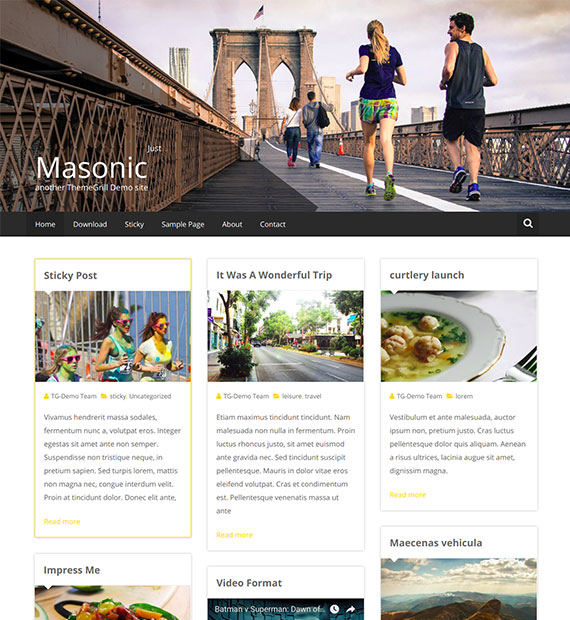 Just
Masonic
another ThemeGrill Demo site
Home Download Sticky Sample Page About Contact
Sticky Post
TG-Demo Team sticky, Uncategorized
Vivamus hendrerit massa sodales,
fermentum nunc a, volutpat eros. Integer
egestas sit amet ante non semper.
Suspendisse non tristique neque, in
pretium sapien. Sed turpis lorem, mattis
non magna nec, congue interdum velit.
Proin at tincidunt dolor. Donec elit ante,
Read more
Impress Me
It Was A Wonderful Trip
TG-Demo Team leisure, travel
Etiam maximus tincidunt tincidunt. Nam
malesuada non nulla in fermentum. Proin
luctus rhoncus justo, sit amet euismod
ante gravida nec. Sed tincidunt suscipit
pellentesque. Mauris in dolor vitae eros
eleifend volutpat. Cras et condimentum
est. Pellentesque venenatis massa ut
ante
Read more
Video Format
Batman v Superman: Dawn of...
curtlery launch
TG-Demo Team lorem
Vestibulum et ante malesuada, auctor
ipsum non, pretium justo. Cras luctus
pellentesque dolor quis aliquam. Aenean
a risus ultrices, lacinia augue sit amet,
dignissim magna.
Read more
Maecenas vehicula